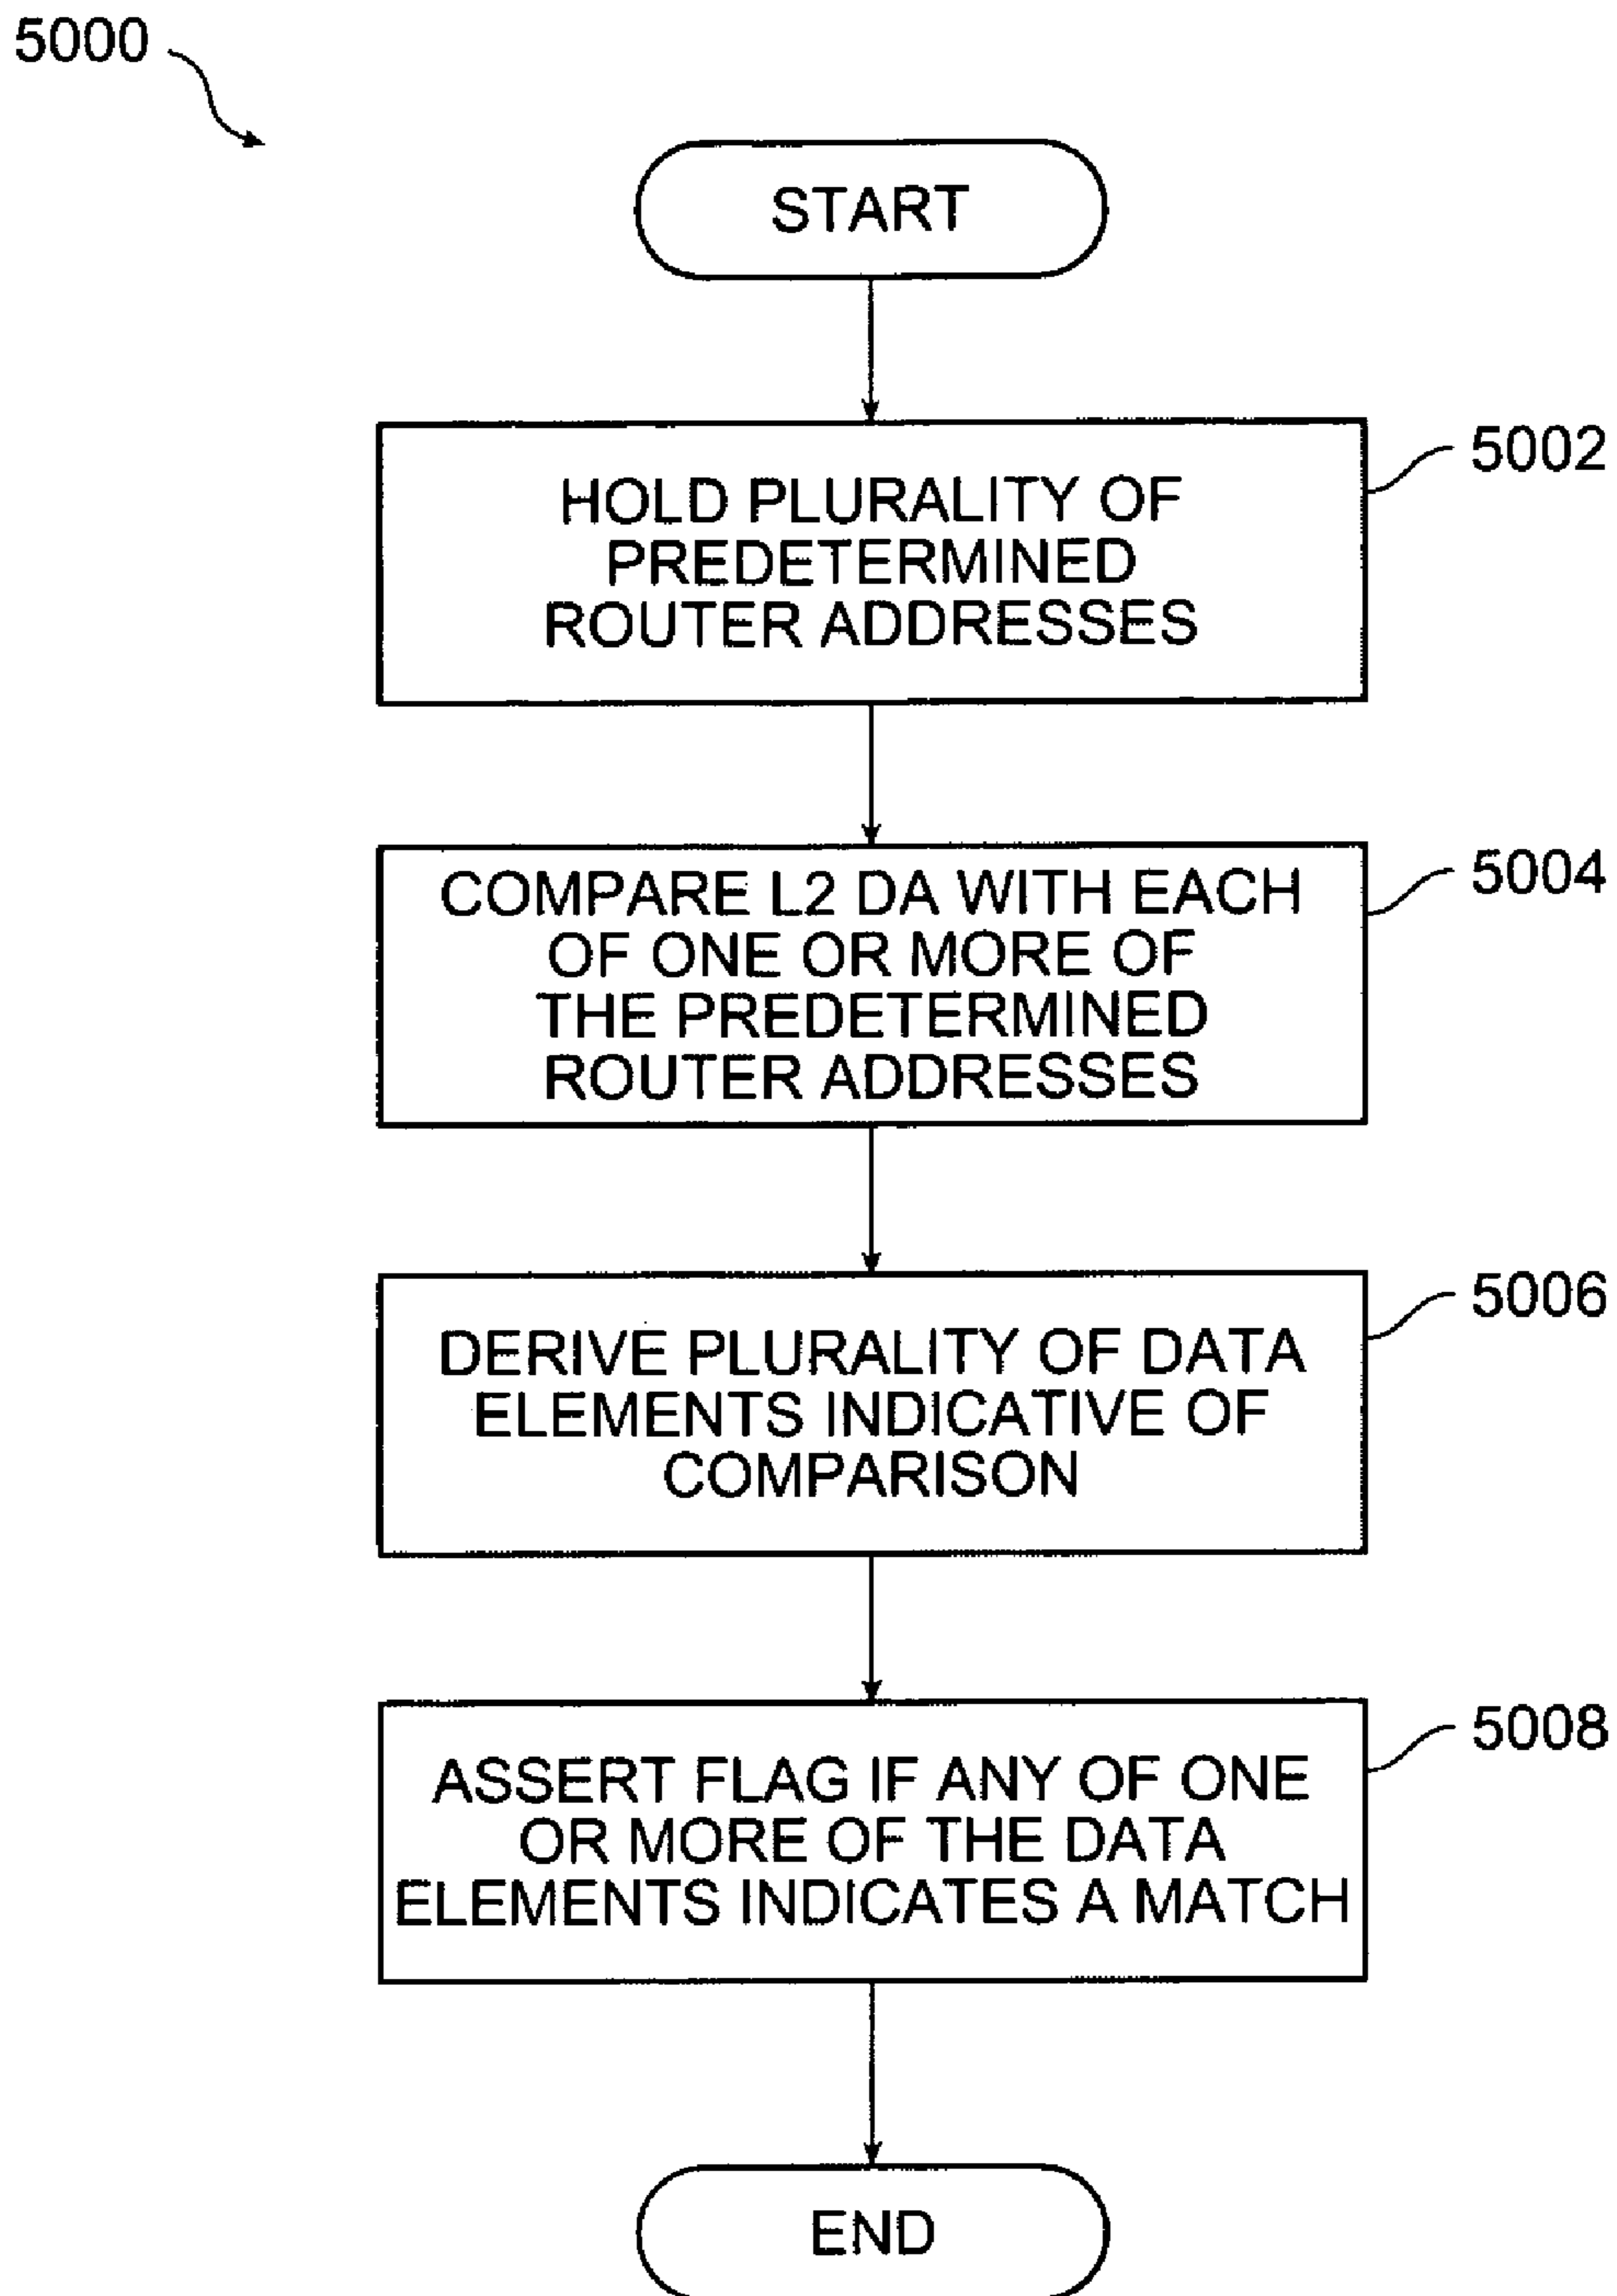 5000
START
HOLD PLURALITY OF
PREDETERMINED
ROUTER ADDRESSES
5002
COMPARE L2 DA WITH EACH
OF ONE OR MORE OF
THE PREDETERMINED
ROUTER ADDRESSES
5004
DERIVE PLURALITY OF DATA
ELEMENTS INDICATIVE OF
COMPARISON
5006
ASSERT FLAG IF ANY OF ONE
OR MORE OF THE DATA
ELEMENTS INDICATES A MATCH
5008
END